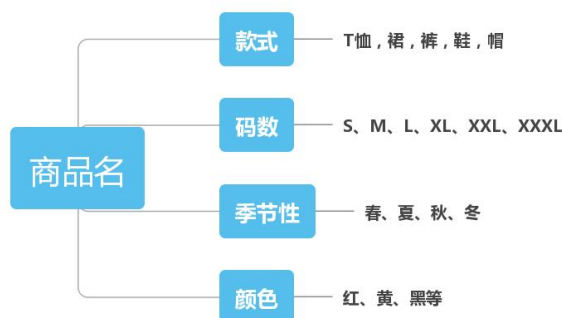 款式
T恤，裙，裤，鞋，帽
码数
S、M、L、XL、XXL、XXXL
商品名
季节性
春、夏、秋、冬
颜色
红、黄、黑等